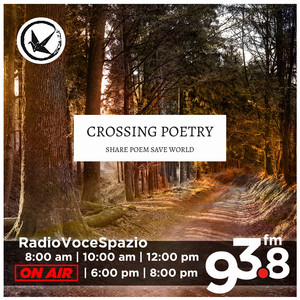 CROSSING POETRY
SHARE POEM SAVE WORLD
RadioVoceSpazio
8:00 am | 10:00 am | 12:00 pm
ON AIR | 6:00 pm | 8:00 pm
93.8 fm